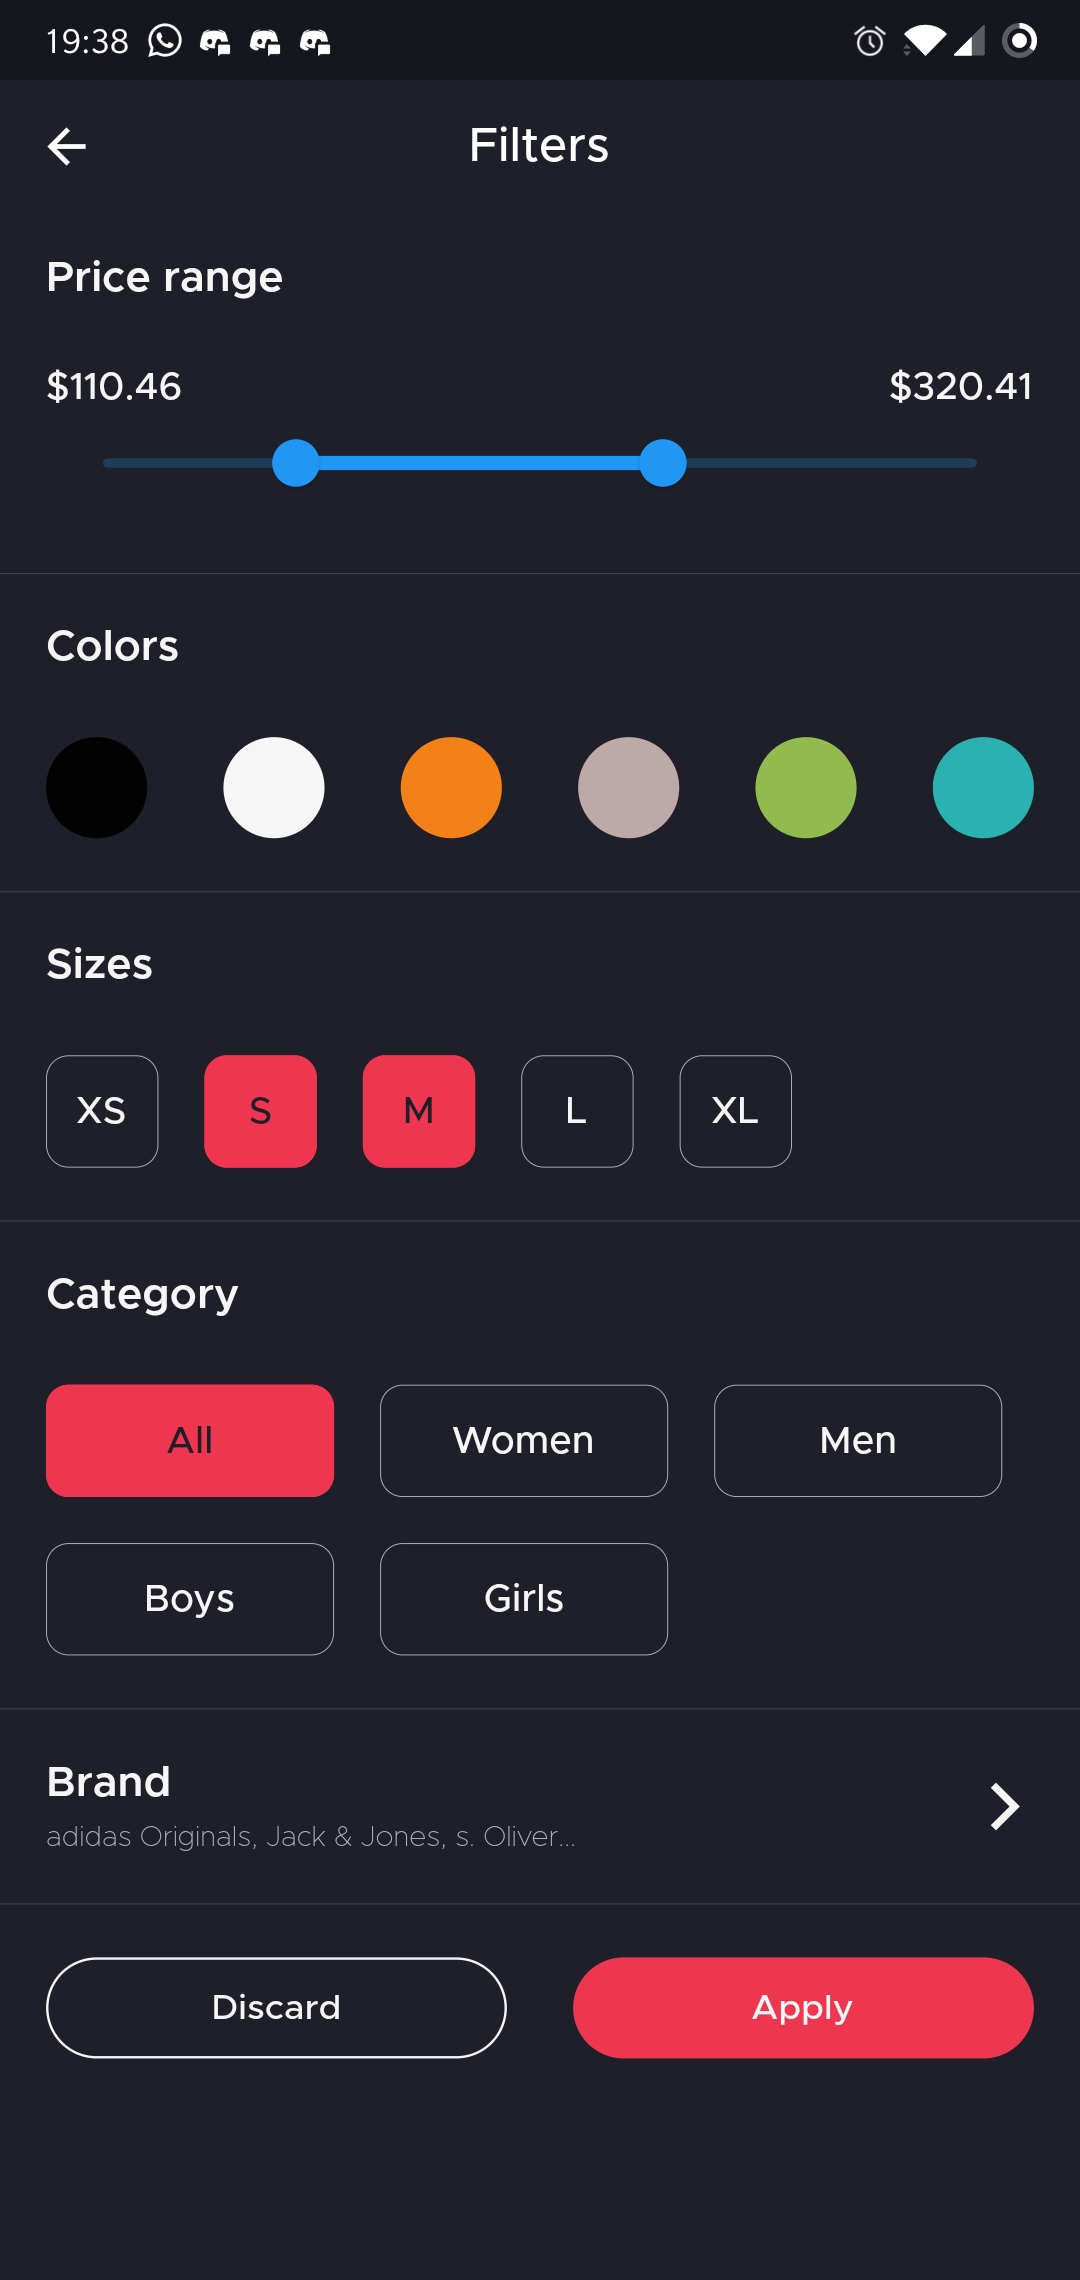 19:38
Filters
Price range
$110.46 $320.41
Colors
Sizes
XS S M L XL
Category
All Women Men
Boys Girls
Brand
adidas Originals, Jack & Jones, s. Oliver...
Discard Apply